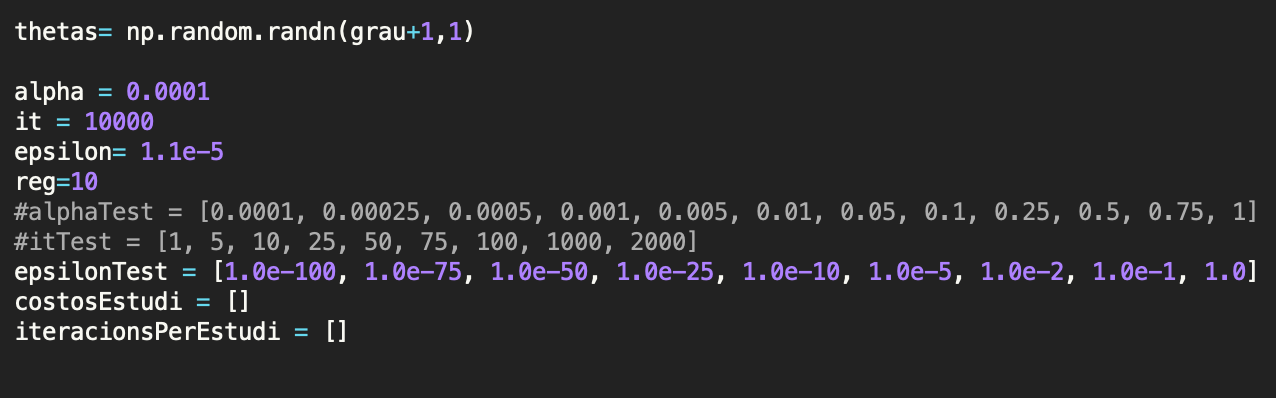 thetas= np.random.randn(grau+1,1)
alpha = 0.0001
it = 10000
epsilon= 1.1e-5
reg=10
#alphaTest = [0.0001, 0.00025, 0.0005, 0.001, 0.005, 0.01, 0.05, 0.1, 0.25, 0.5, 0.75, 1]
#itTest = [1, 5, 10, 25, 50, 75, 100, 1000, 2000]
epsilonTest = [1.0e-100, 1.0e-75, 1.0e-50, 1.0e-25, 1.0e-10, 1.0e-5, 1.0e-2, 1.0e-1, 1.0]
costosEstudi = []
iteracionsPerEstudi = []